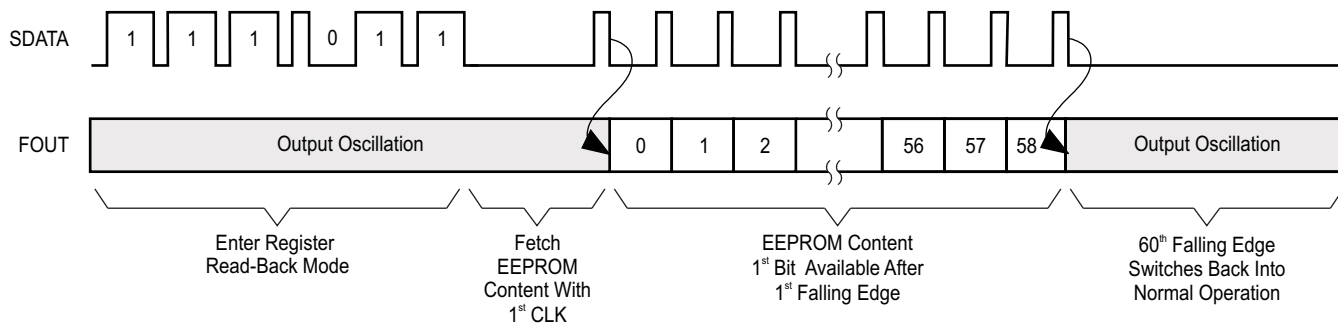 SDATA 1 1 1 0 1 1
FOUT Output Oscillation 0 1 2 56 57 58 Output Oscillation
Enter Register
Read-Back Mode
Fetch
EEPROM
Content With
1st CLK
EEPROM Content
1st Bit Available After
1st Falling Edge
60th Falling Edge
Switches Back Into
Normal Operation